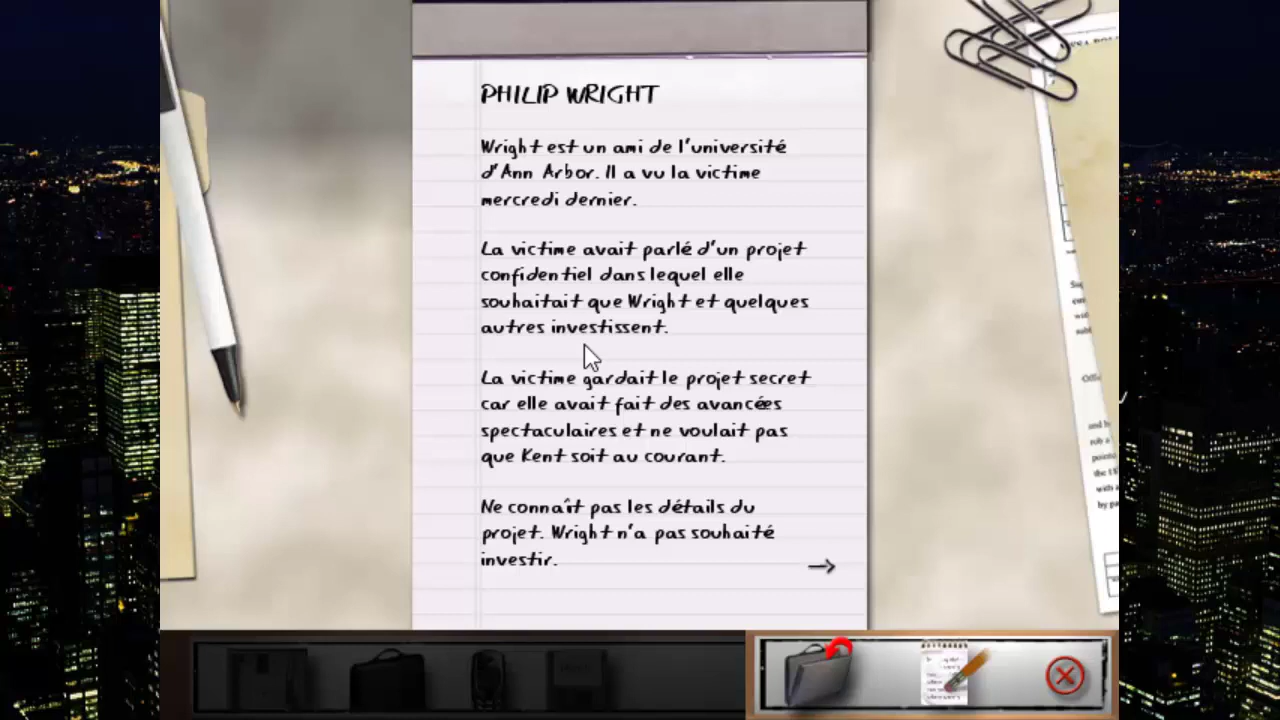 PHILIP WRIGHT
Wright est un ami de l'université
d'Ann Arbor. Il a vu la victime
mercredi dernier.
La victime avait parlé d'un projet
confidentiel dans lequel elle
souhaitait que Wright et quelques
autres investissent.
La victime gardait le projet secret
car elle avait fait des avancées
spectaculaires et ne voulait pas
que Kent soit au courant.
Ne connaît pas les détails du
projet. Wright n'a pas souhaité
investir.